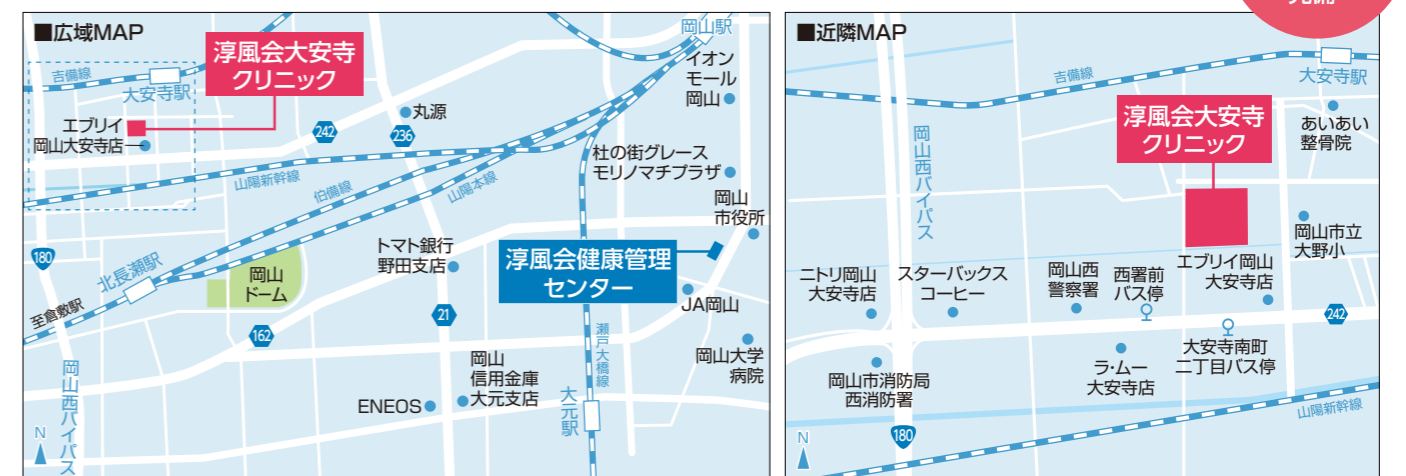 ■広域MAP
岡山駅
淳風会大安寺
クリニック
イオン
モール
岡山
吉備線
大安寺駅
丸源
エブリイ
岡山大安寺店
242
236
杜の街グレース
モリノマチプラザ
山陽新幹線
伯備線
山陽本線
岡山
市役所
トマト銀行
野田支店
淳風会健康管理
センター
180
北長瀬駅
岡山
ドーム
JA岡山
至倉敷駅
162
21
瀬戸大橋線
岡山大学
病院
岡山
信用金庫
大元支店
岡山西バイパス
ENEOS
大元駅
N
■近隣MAP
大安寺駅
吉備線
淳風会大安寺
クリニック
あいあい
整骨院
岡山西バイパス
岡山市立
大野小
ニトリ岡山
大安寺店
スターバックス
コーヒー
岡山西
警察署
西署前
バス停
エブリイ岡山
大安寺店
242
大安寺南町
二丁目バス停
ラ・ムー
大安寺店
岡山市消防局
西消防署
山陽新幹線
180
N